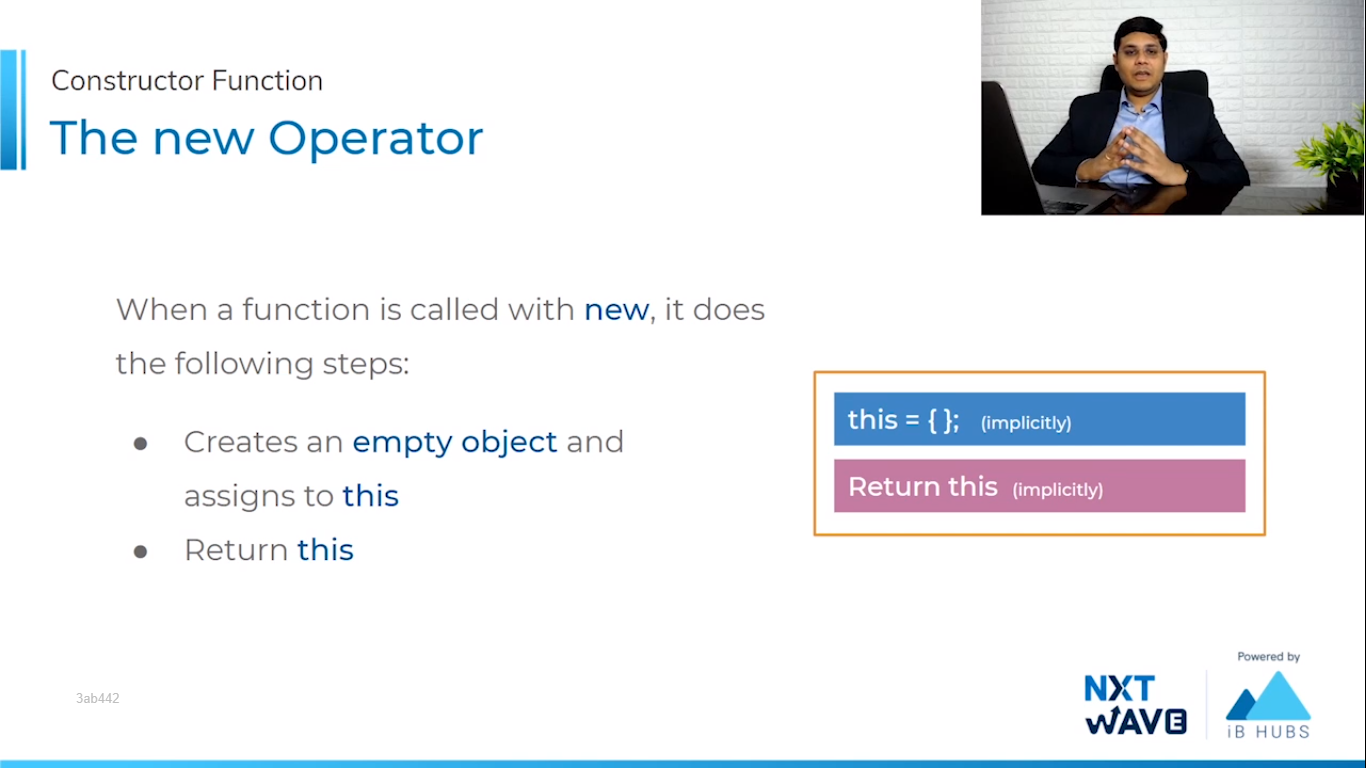 Constructor Function
The new Operator
When a function is called with new, it does
the following steps:
● Creates an empty object and
assigns to this
● Return this
this = { }; (implicitly)
Return this (implicitly)
3ab442
NXT
WAVE
Powered by
iB HUBS